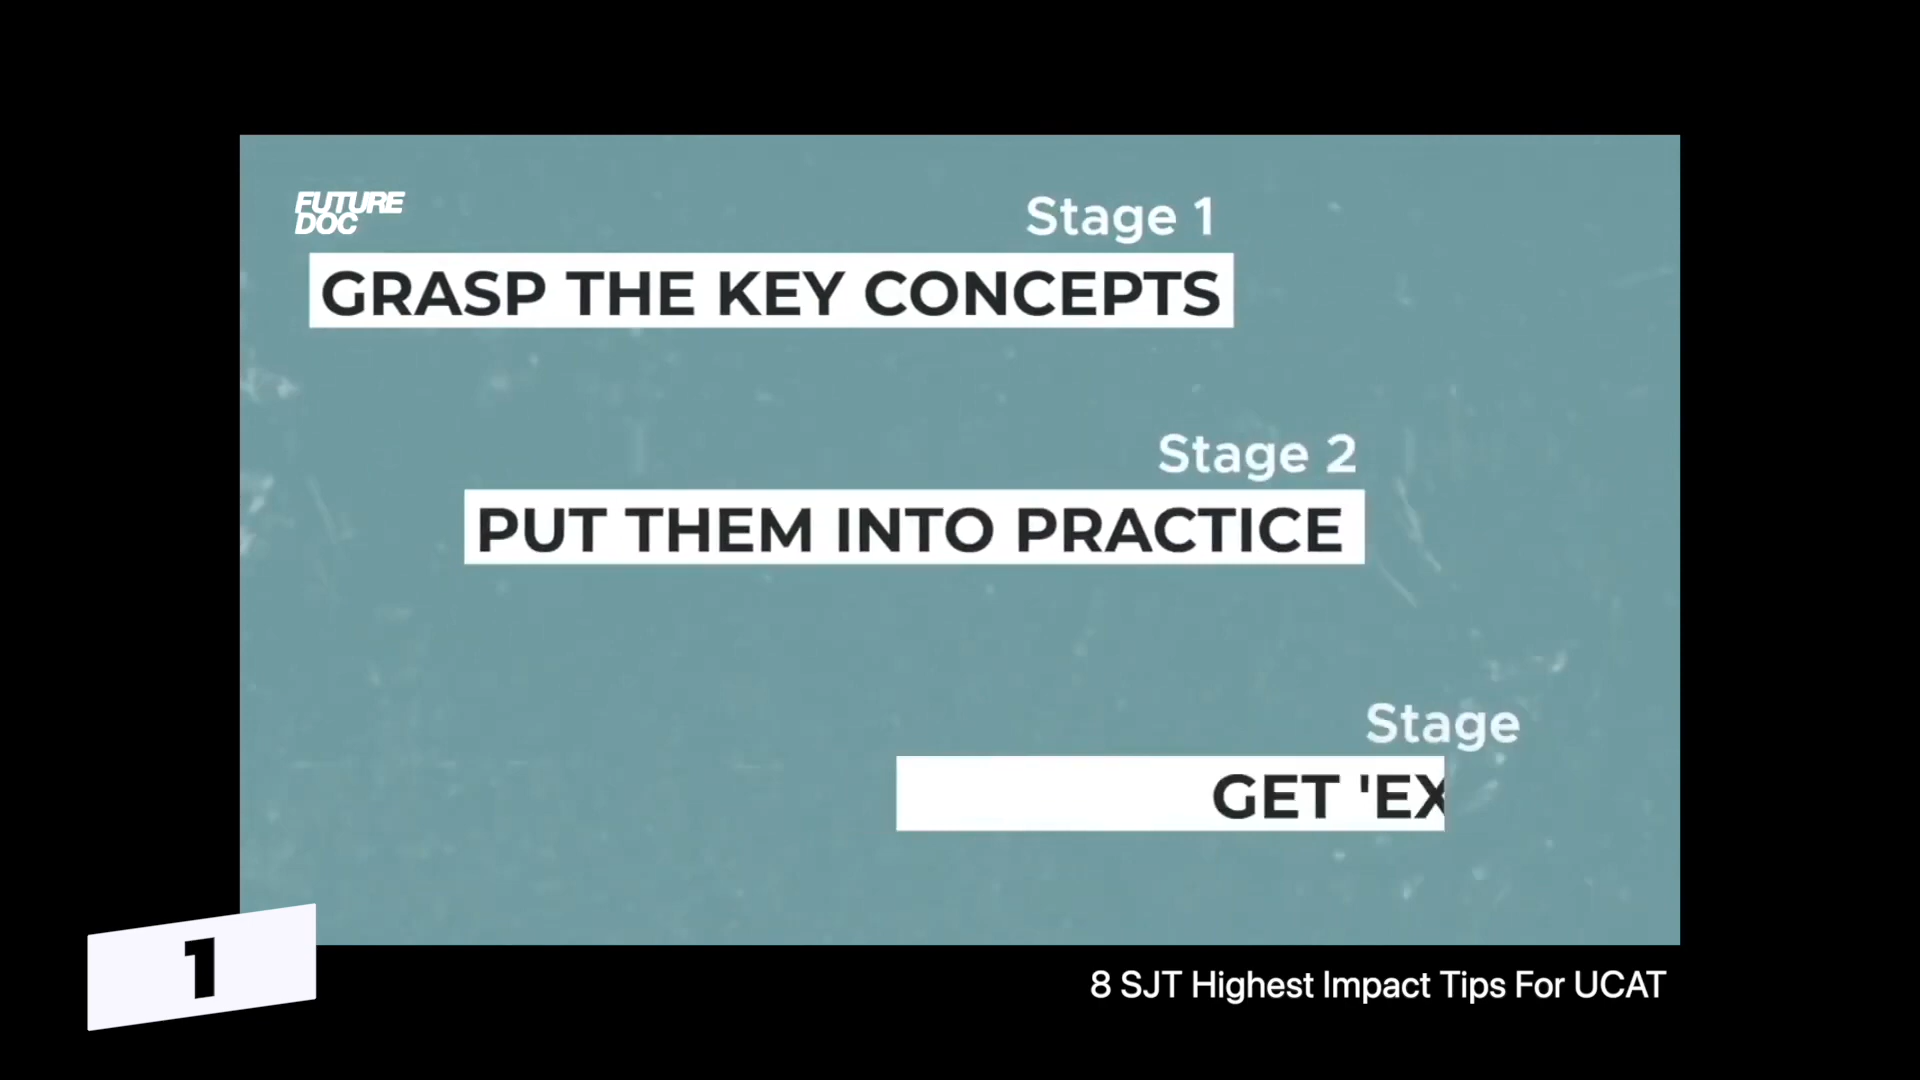 FUTURE
DOC
Stage 1
GRASP THE KEY CONCEPTS
Stage 2
PUT THEM INTO PRACTICE
Stage
GET 'EX
1
8 SJT Highest Impact Tips For UCAT